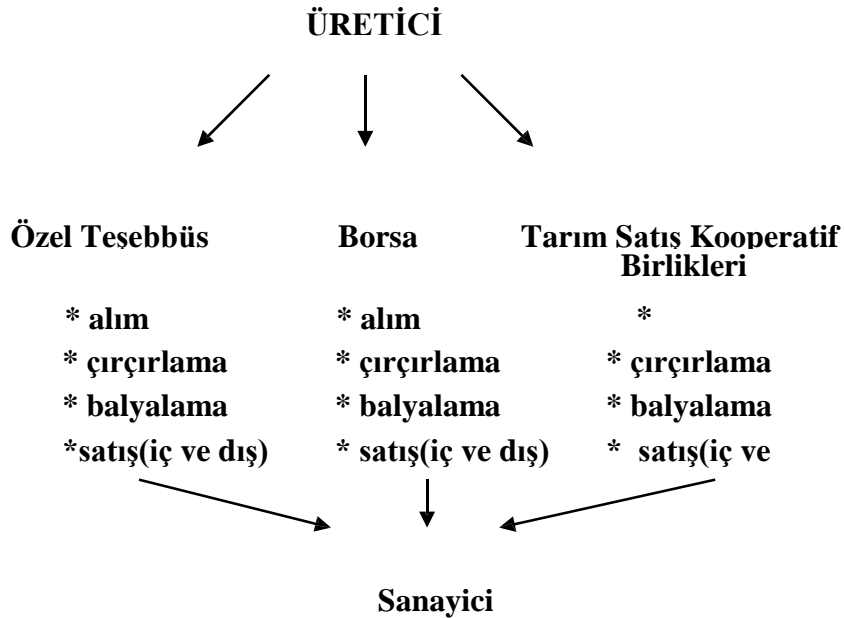 ÜRETİCİ
Özel Teşebbüs Borsa Tarım Satış Kooperatif
Birlikleri
* alım * alım *
* çırçırlama * çırçırlama * çırçırlama
* balyalama * balyalama * balyalama
*satış(iç ve dış) * satış(iç ve dış) * satış(iç ve
Sanayici